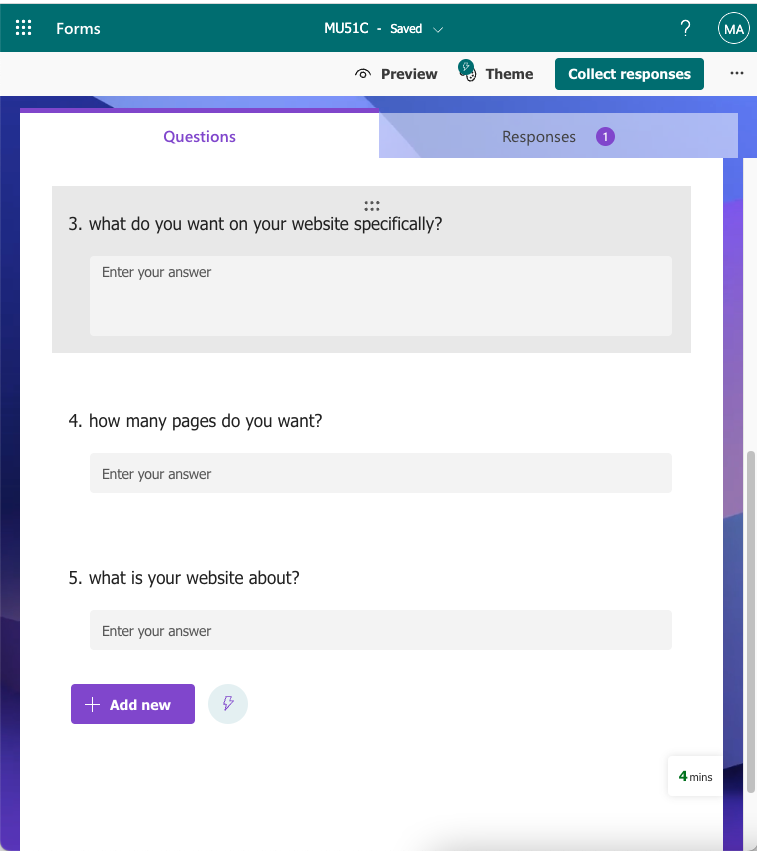 Forms
MU51C - Saved
?
MA
Preview
Theme
Collect responses
...
Questions
Responses 1
3. what do you want on your website specifically?
Enter your answer
4. how many pages do you want?
Enter your answer
5. what is your website about?
Enter your answer
+ Add new
4 mins